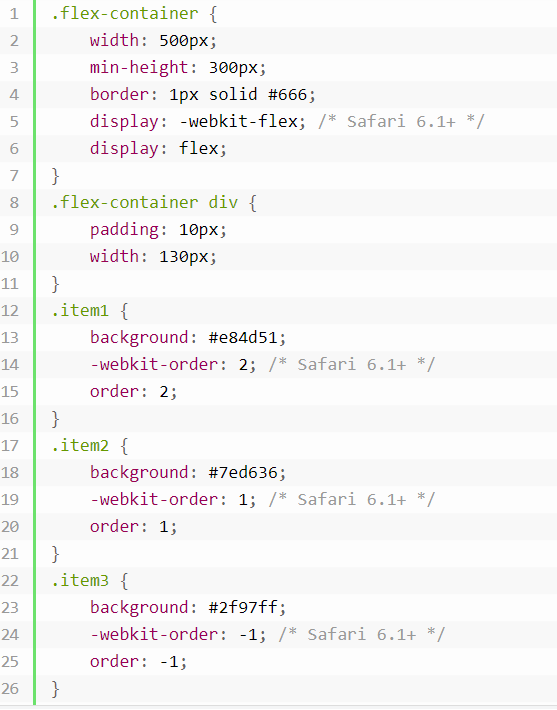 1 .flex-container {
2 width: 500px;
3 min-height: 300px;
4 border: 1px solid #666;
5 display: -webkit-flex; /* Safari 6.1+ */
6 display: flex;
7 }
8 .flex-container div {
9 padding: 10px;
10 width: 130px;
11 }
12 .item1 {
13 background: #e84d51;
14 -webkit-order: 2; /* Safari 6.1+ */
15 order: 2;
16 }
17 .item2 {
18 background: #7ed636;
19 -webkit-order: 1; /* Safari 6.1+ */
20 order: 1;
21 }
22 .item3 {
23 background: #2f97ff;
24 -webkit-order: -1; /* Safari 6.1+ */
25 order: -1;
26 }